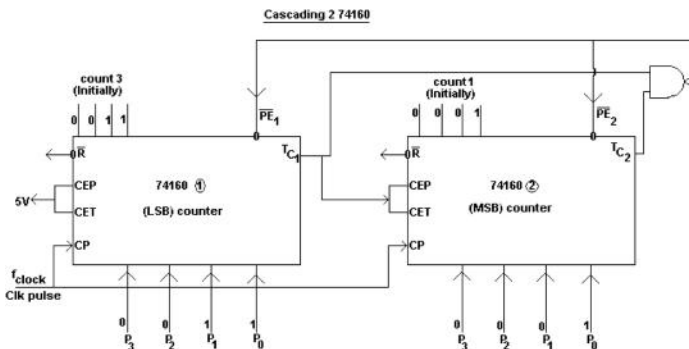 Cascading 2 74160
count 3
(Initially)
0 0 1 1
PE1
count 1
(Initially)
0 0 0 1
PE2
R
TC1
CEP
5V
CET
74160 1
(LSB) counter
CP
R
TC2
CEP
CET
74160 2
(MSB) counter
CP
fclock
Clk pulse
0 0 1 1
P3 P2 P1 P0
0 0 0 1
P3 P2 P1 P0